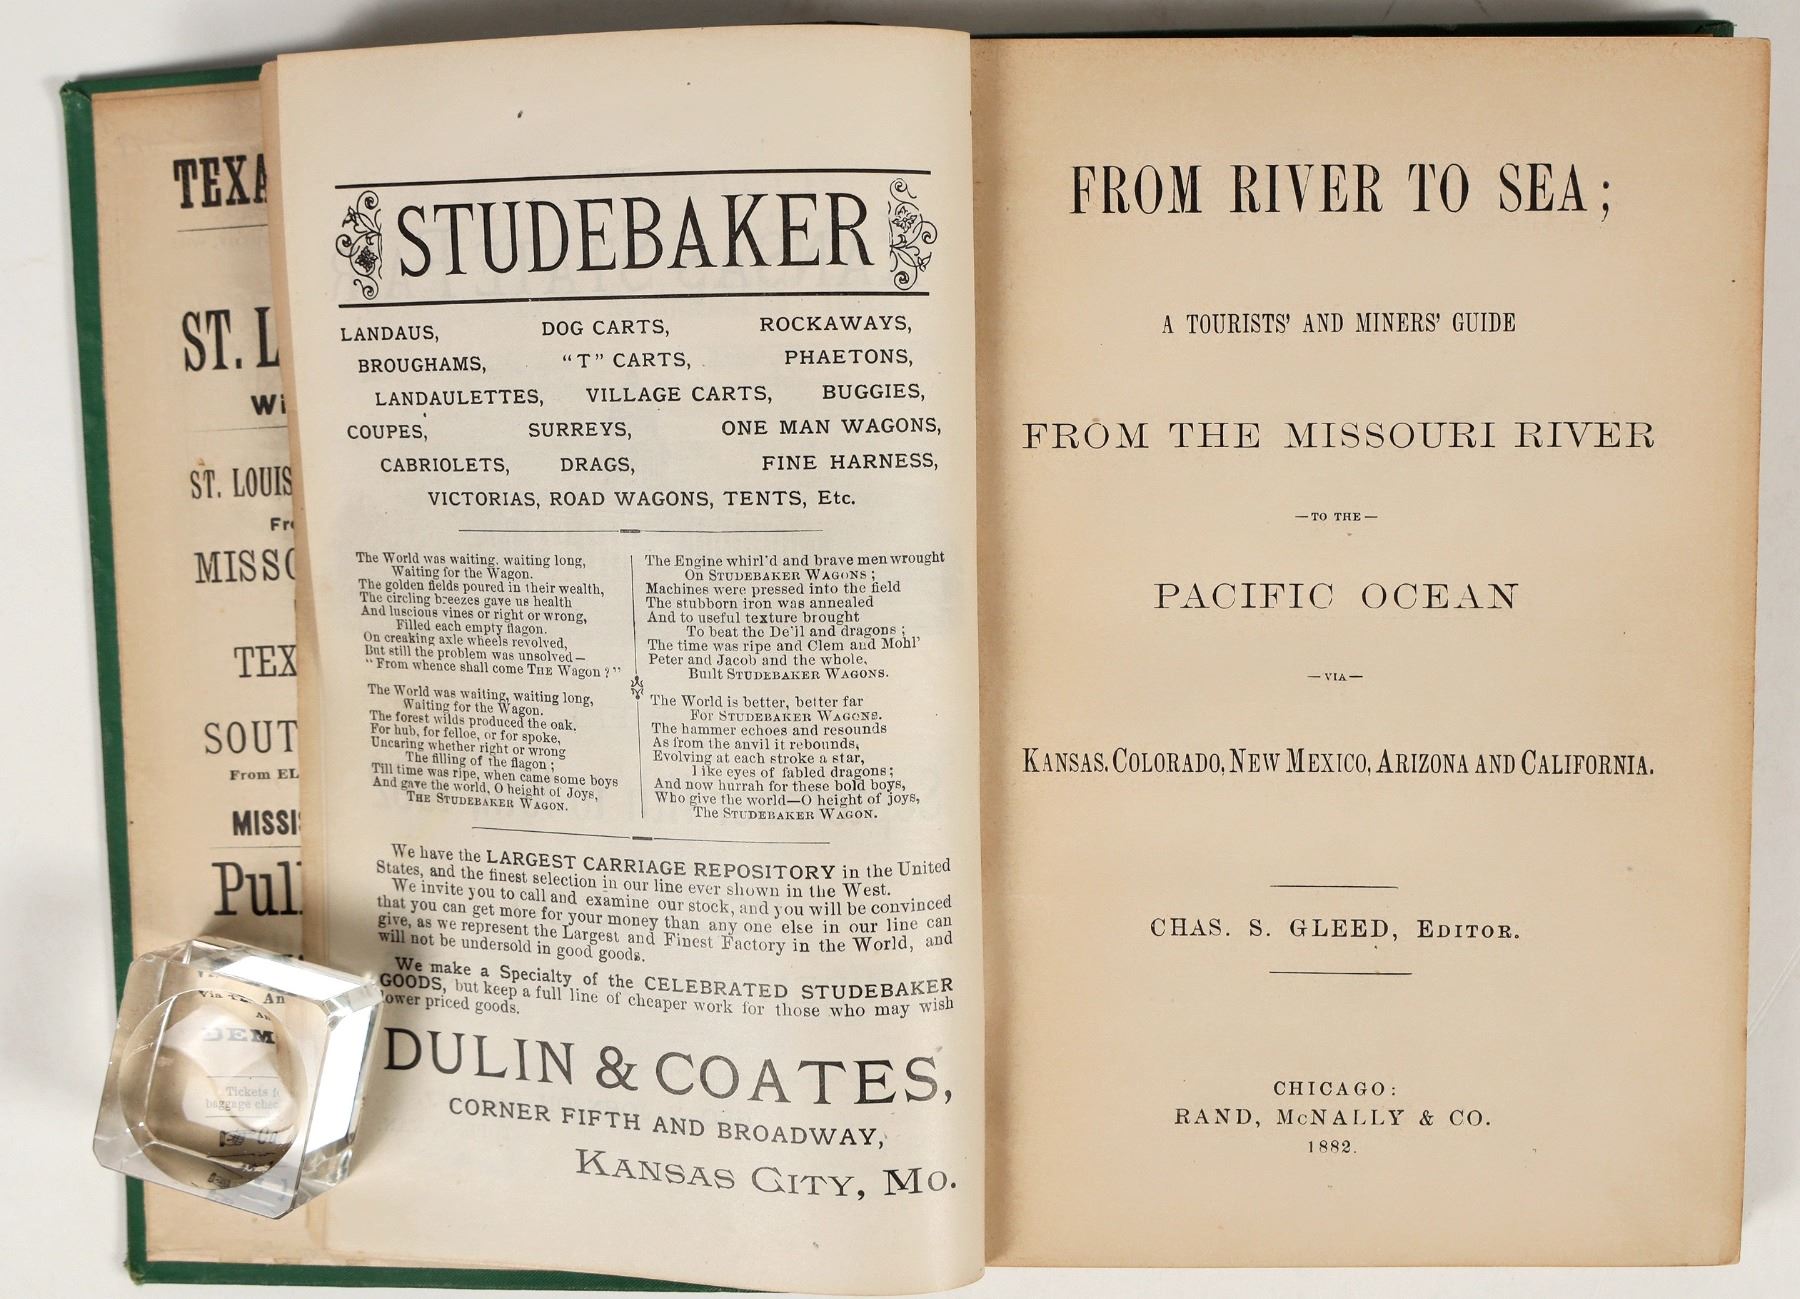 TEXA
ST. L
Wi
ST. LOUIS
Fr
MISSO
TEX
SOUT
From EL
MISSI
Pull
Via
An
DEM
Tickets fo
baggage chec
STUDEBAKER
LANDAUS, DOG CARTS, ROCKAWAYS,
BROUGHAMS, "T" CARTS, PHAETONS,
LANDAULETTES, VILLAGE CARTS, BUGGIES,
COUPES, SURREYS, ONE MAN WAGONS,
CABRIOLETS, DRAGS, FINE HARNESS,
VICTORIAS, ROAD WAGONS, TENTS, Etc.
The World was waiting, waiting long,
Waiting for the Wagon.
The golden fields poured in their wealth,
The circling breezes gave us health
And luscious vines or right or wrong,
Filled each empty flagon.
On creaking axle wheels revolved,
But still the problem was unsolved—
"From whence shall come THE Wagon?"
The World was waiting, waiting long,
Waiting for the Wagon.
The forest wilds produced the oak.
For hub, for felloe, or for spoke,
Uncaring whether right or wrong
The filling of the flagon;
Till time was ripe, when came some boys
And gave the world, O height of Joys,
THE STUDEBAKER WAGON.
The Engine whirl'd and brave men wrought
On STUDEBAKER WAGONS;
Machines were pressed into the field
The stubborn iron was annealed
And to useful texture brought
To beat the De'il and dragons;
The time was ripe and Clem and Mohl'
Peter and Jacob and the whole,
Built STUDEBAKER WAGONS.
The World is better, better far
For STUDEBAKER WAGONS.
The hammer echoes and resounds
As from the anvil it rebounds,
Evolving at each stroke a star,
Like eyes of fabled dragons;
And now hurrah for these bold boys,
Who give the world—O height of joys,
The STUDEBAKER WAGON.
We have the LARGEST CARRIAGE REPOSITORY in the United
States, and the finest selection in our line ever shown in the West.
We invite you to call and examine our stock, and you will be convinced
that you can get more for your money than any one else in our line can
give, as we represent the Largest and Finest Factory in the World, and
will not be undersold in good goods.
We make a Specialty of the CELEBRATED STUDEBAKER
GOODS, but keep a full line of cheaper work for those who may wish
lower priced goods.
DULIN & COATES,
CORNER FIFTH AND BROADWAY,
KANSAS CITY, MO.
FROM RIVER TO SEA;
A TOURISTS' AND MINERS' GUIDE
FROM THE MISSOURI RIVER
—TO THE—
PACIFIC OCEAN
—VIA—
KANSAS, COLORADO, NEW MEXICO, ARIZONA AND CALIFORNIA.
CHAS. S. GLEED, EDITOR.
CHICAGO:
RAND, McNALLY & CO.
1882.